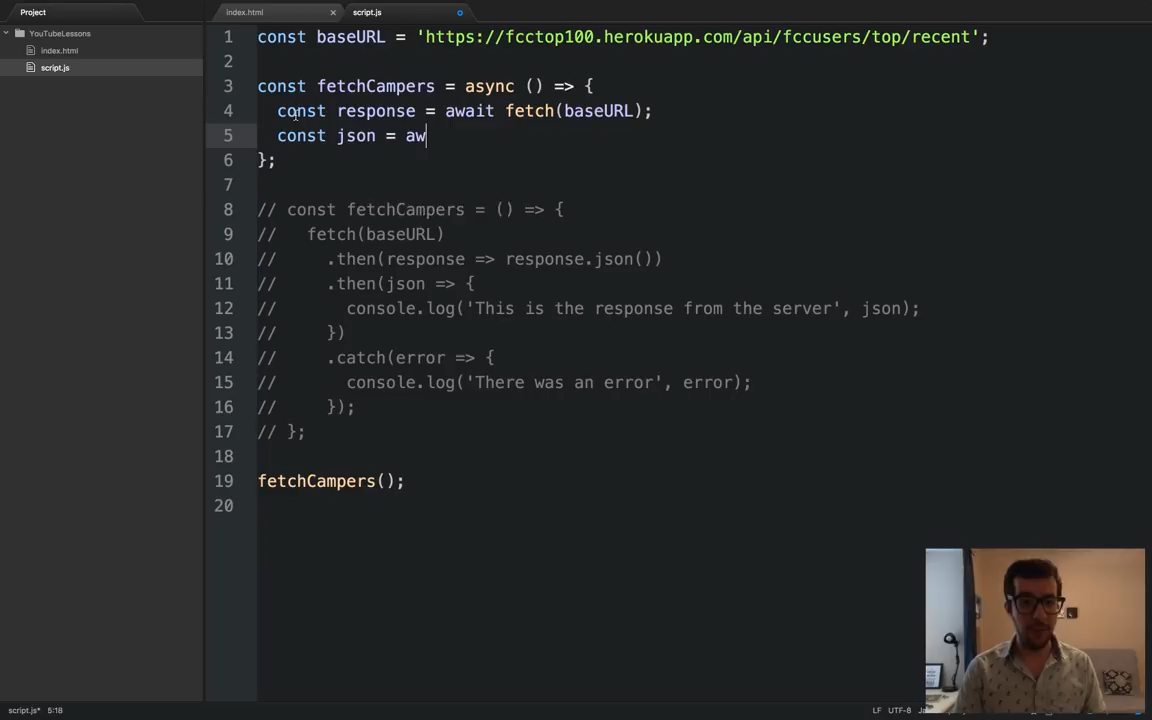 Project
index.html
script.js
YouTubeLessons
index.html
script.js
1 const baseURL = 'https://fcctop100.herokuapp.com/api/fccusers/top/recent';
2
3 const fetchCampers = async () => {
4 const response = await fetch(baseURL);
5 const json = aw
6 };
7
8 // const fetchCampers = () => {
9 // fetch(baseURL)
10 // .then(response => response.json())
11 // .then(json => {
12 // console.log('This is the response from the server', json);
13 // })
14 // .catch(error => {
15 // console.log('There was an error', error);
16 // });
17 // };
18
19 fetchCampers();
20
script.js* 5:18
LF UTF-8